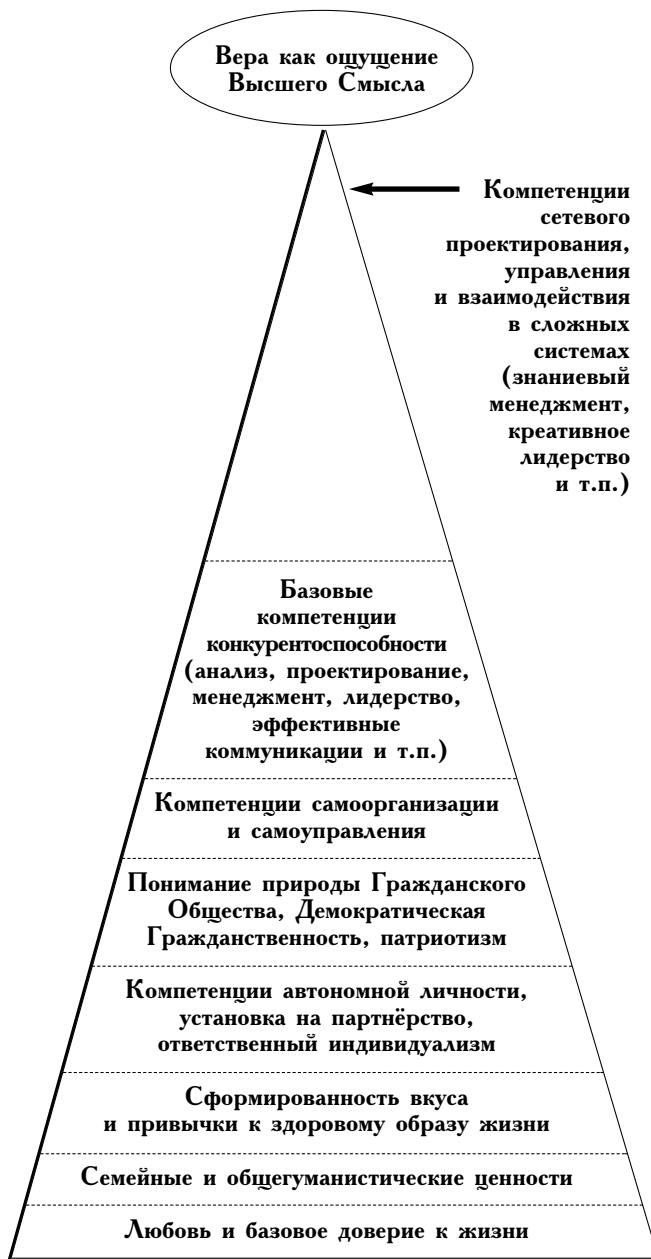 Вера как ощущение
Высшего Смысла
Компетенции
сетевого
проектирования,
управления
и взаимодействия
в сложных
системах
(знаниевый
менеджмент,
креативное
лидерство
и т.п.)
Базовые
компетенции
конкурентоспособности
(анализ, проектирование,
менеджмент, лидерство,
эффективные
коммуникации и т.п.)
Компетенции самоорганизации
и самоуправления
Понимание природы Гражданского
Общества, Демократическая
Гражданственность, патриотизм
Компетенции автономной личности,
установка на партнёрство,
ответственный индивидуализм
Сформированность вкуса
и привычки к здоровому образу жизни
Семейные и общегуманистические ценности
Любовь и базовое доверие к жизни